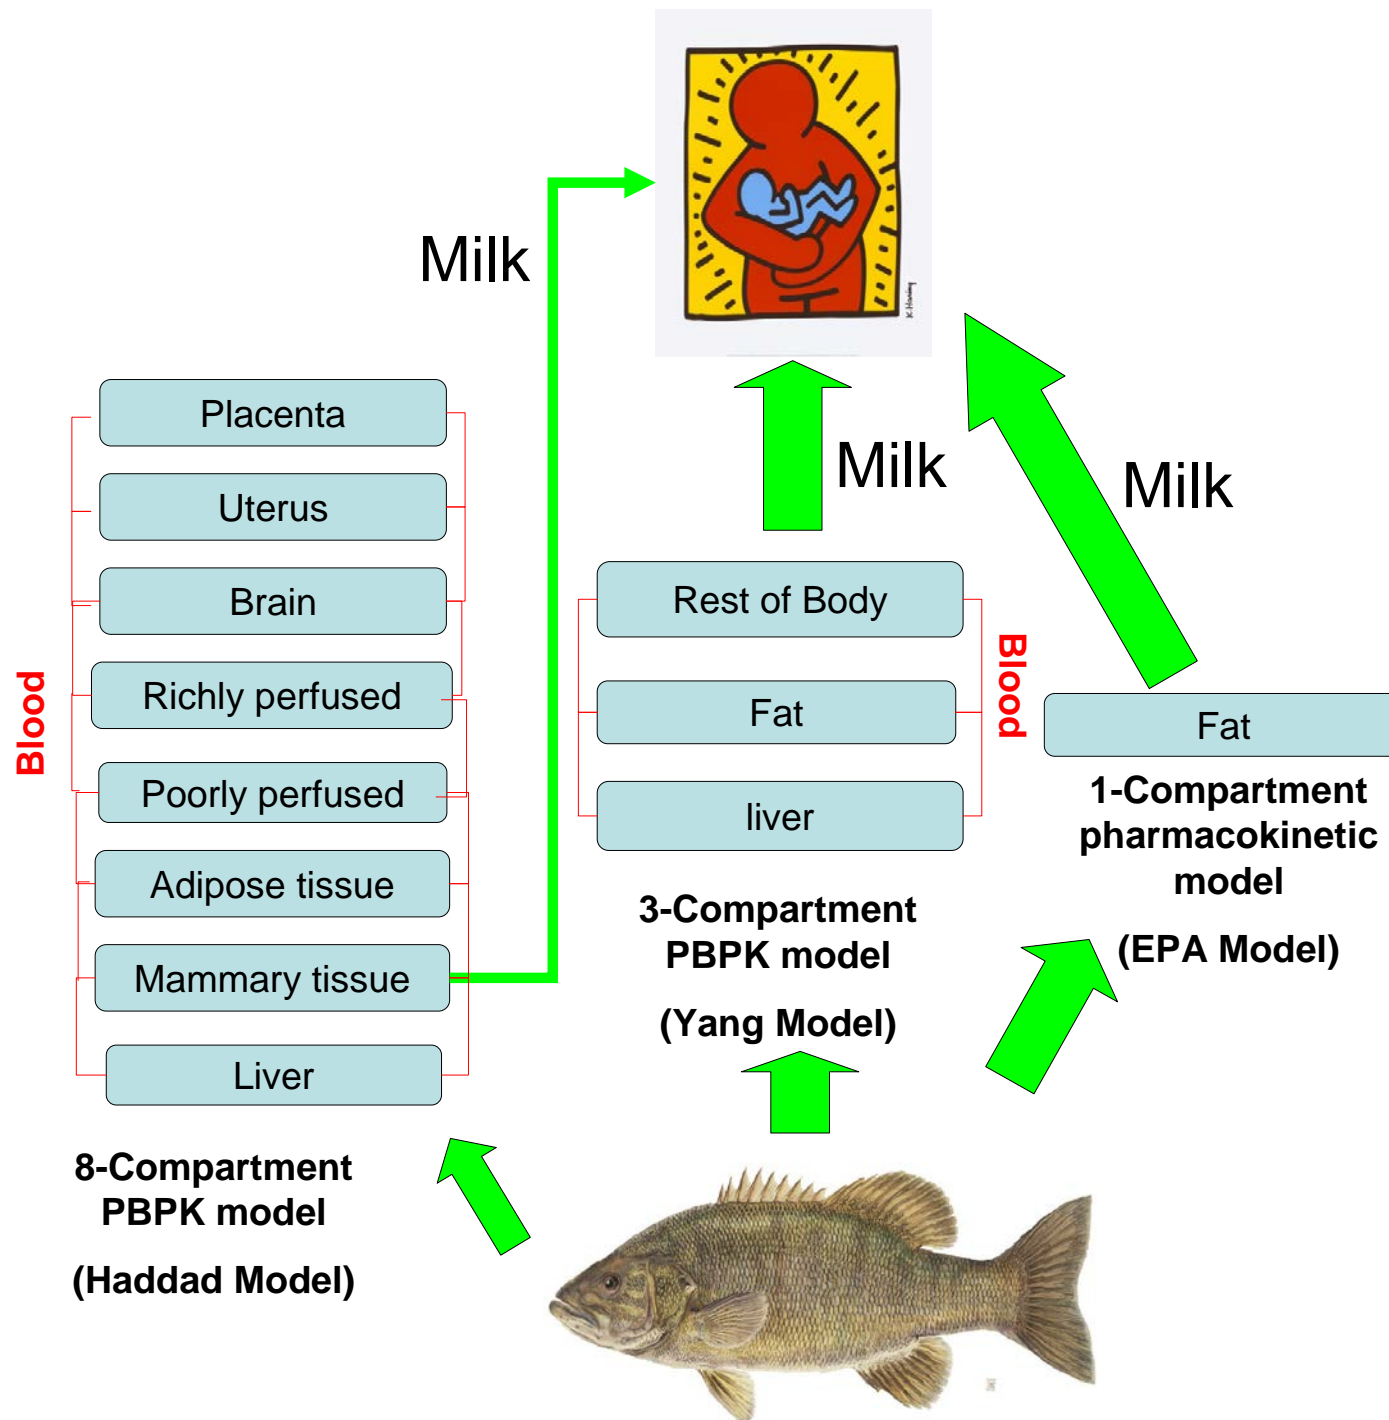 K. Haring
Milk
Placenta
Uterus
Brain
Richly perfused
Poorly perfused
Adipose tissue
Mammary tissue
Liver
Blood
8-Compartment
PBPK model
(Haddad Model)
Milk
Rest of Body
Fat
liver
Blood
3-Compartment
PBPK model
(Yang Model)
Milk
Fat
1-Compartment
pharmacokinetic
model
(EPA Model)